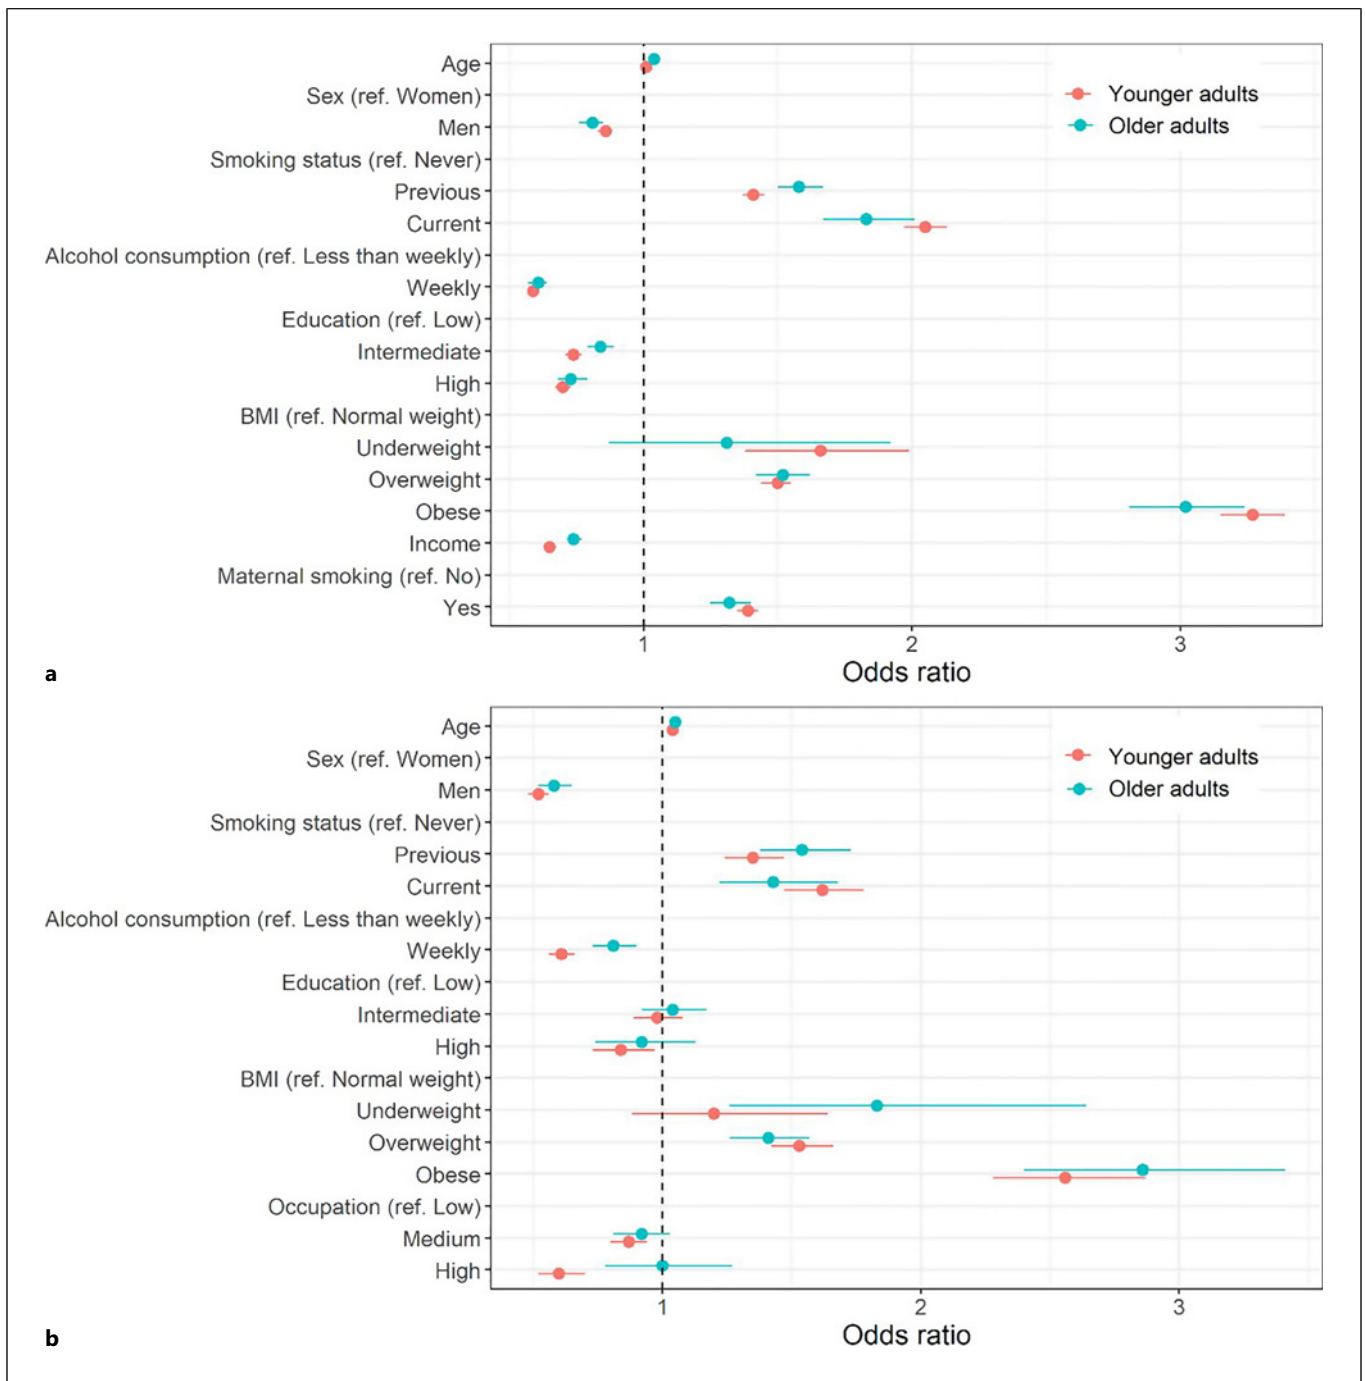 Age
Sex (ref. Women)
Men
Smoking status (ref. Never)
Previous
Current
Alcohol consumption (ref. Less than weekly)
Weekly
Education (ref. Low)
Intermediate
High
BMI (ref. Normal weight)
Underweight
Overweight
Obese
Income
Maternal smoking (ref. No)
Yes
Younger adults
Older adults
1 2 3
Odds ratio
a
Age
Sex (ref. Women)
Men
Smoking status (ref. Never)
Previous
Current
Alcohol consumption (ref. Less than weekly)
Weekly
Education (ref. Low)
Intermediate
High
BMI (ref. Normal weight)
Underweight
Overweight
Obese
Occupation (ref. Low)
Medium
High
Younger adults
Older adults
1 2 3
Odds ratio
b